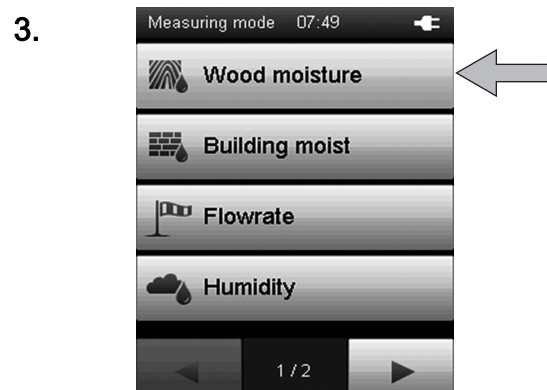 3.
Measuring mode 07:49
Wood moisture
Building moist
Flowrate
Humidity
1 / 2